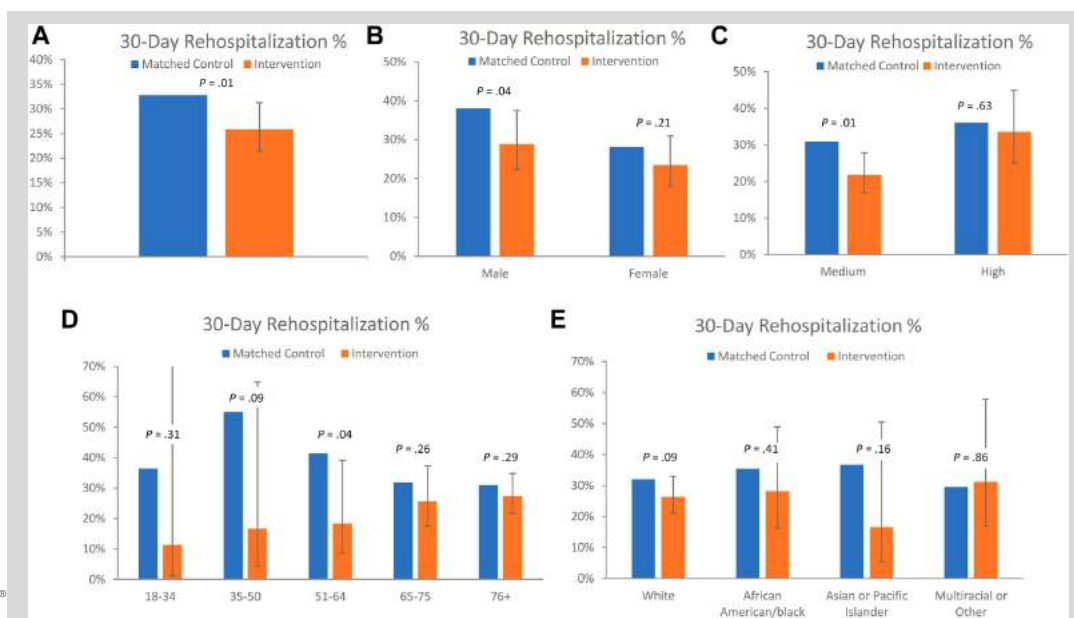 A
30-Day Rehospitalization %
Matched Control Intervention
40%
35%
30%
25%
20%
15%
10%
5%
0%
P = .01
B
30-Day Rehospitalization %
Matched Control Intervention
50%
40%
30%
20%
10%
0%
P = .04
P = .21
Male Female
C
30-Day Rehospitalization %
Matched Control Intervention
50%
40%
30%
20%
10%
0%
P = .01
P = .63
Medium High
D
30-Day Rehospitalization %
Matched Control Intervention
70%
60%
50%
40%
30%
20%
10%
0%
P = .31
P = .09
P = .04
P = .26
P = .29
18-34 35-50 51-64 65-75 76+
E
30-Day Rehospitalization %
Matched Control Intervention
70%
60%
50%
40%
30%
20%
10%
0%
P = .09
P = .41
P = .16
P = .86
White
African
American/black
Asian or Pacific
Islander
Multiracial or
Other
®